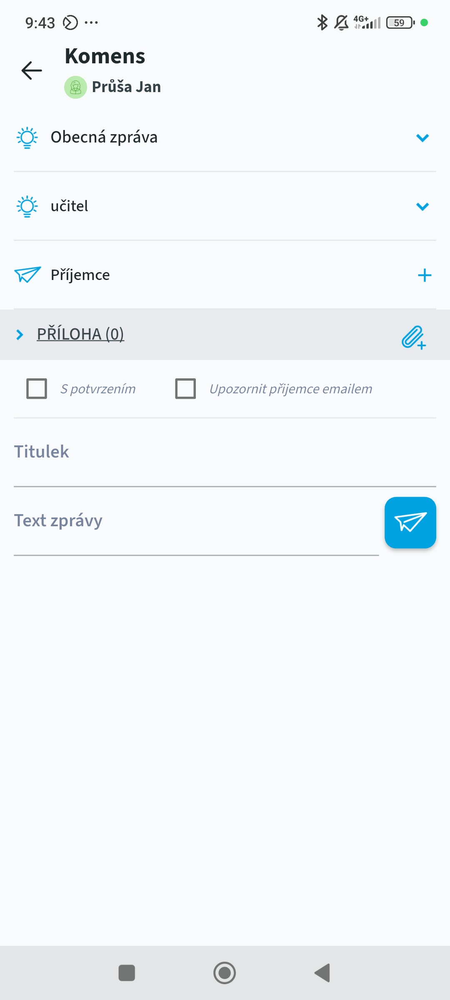 9:43
4G+
59
Komens
Průša Jan
Obecná zpráva
učitel
Příjemce
PŘÍLOHA (0)
S potvrzením
Upozornit přijemce emailem
Titulek
Text zprávy